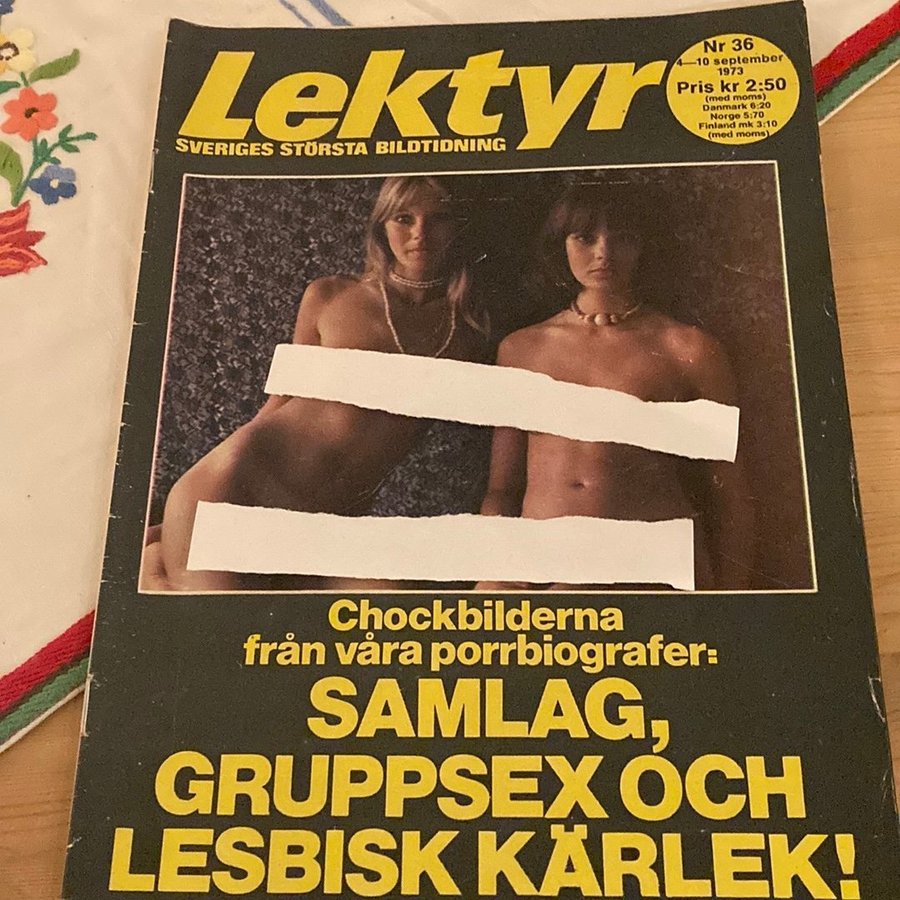 Lektyr
SVERIGES STÖRSTA BILDTIDNING
Nr 36
4—10 september
1973
Pris kr 2:50
(med moms)
Danmark 6:20
Norge 5:70
Finland mk 3:10
(med moms)
Chockbilderna
från våra porrbiografer:
SAMLAG,
GRUPPSEX OCH
LESBISK KÄRLEK!